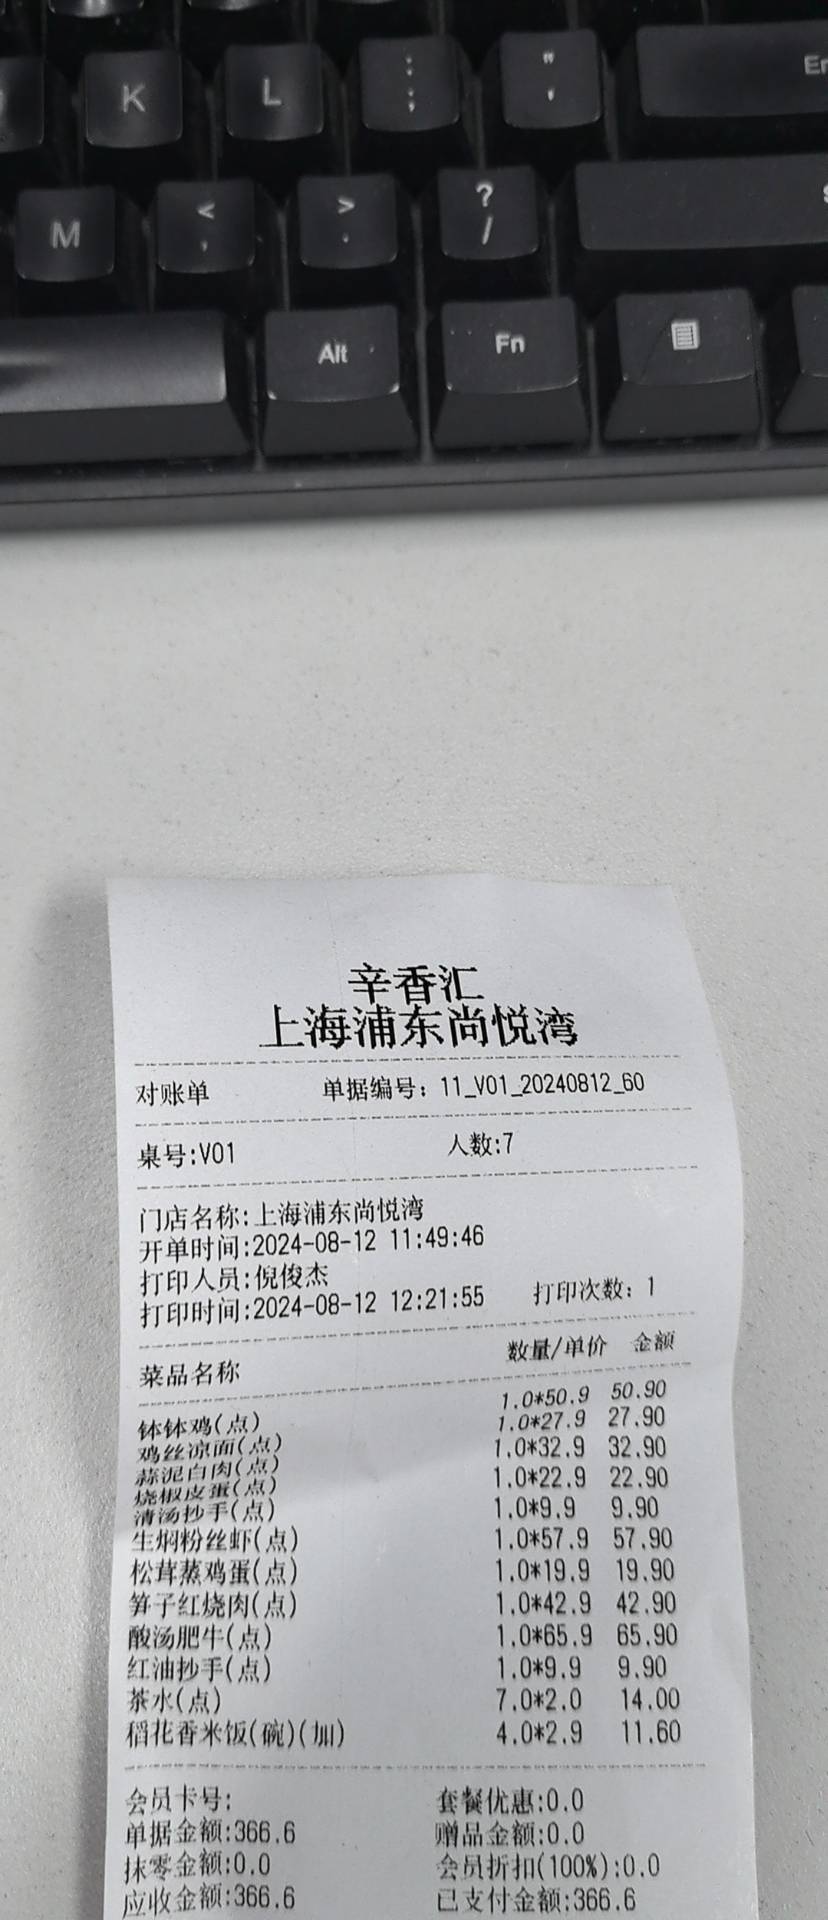 K L : ; " '
En
M < , > . ? /
Alt Fn
辛香汇
上海浦东尚悦湾
对账单 单据编号: 11_V01_20240812_60
桌号:V01 人数:7
门店名称:上海浦东尚悦湾
开单时间:2024-08-12 11:49:46
打印人员:倪俊杰
打印时间:2024-08-12 12:21:55 打印次数: 1
菜品名称 数量/单价 金额
钵钵鸡(点) 1.0*50.9 50.90
鸡丝凉面(点) 1.0*27.9 27.90
蒜泥白肉(点) 1.0*32.9 32.90
烧椒皮蛋(点) 1.0*22.9 22.90
清汤抄手(点) 1.0*9.9 9.90
生焖粉丝虾(点) 1.0*57.9 57.90
松茸蒸鸡蛋(点) 1.0*19.9 19.90
笋子红烧肉(点) 1.0*42.9 42.90
酸汤肥牛(点) 1.0*65.9 65.90
红油抄手(点) 1.0*9.9 9.90
茶水(点) 7.0*2.0 14.00
稻花香米饭(碗)(加) 4.0*2.9 11.60
会员卡号: 套餐优惠:0.0
单据金额:366.6 赠品金额:0.0
抹零金额:0.0 会员折扣(100%):0.0
应收金额:366.6 已支付金额:366.6